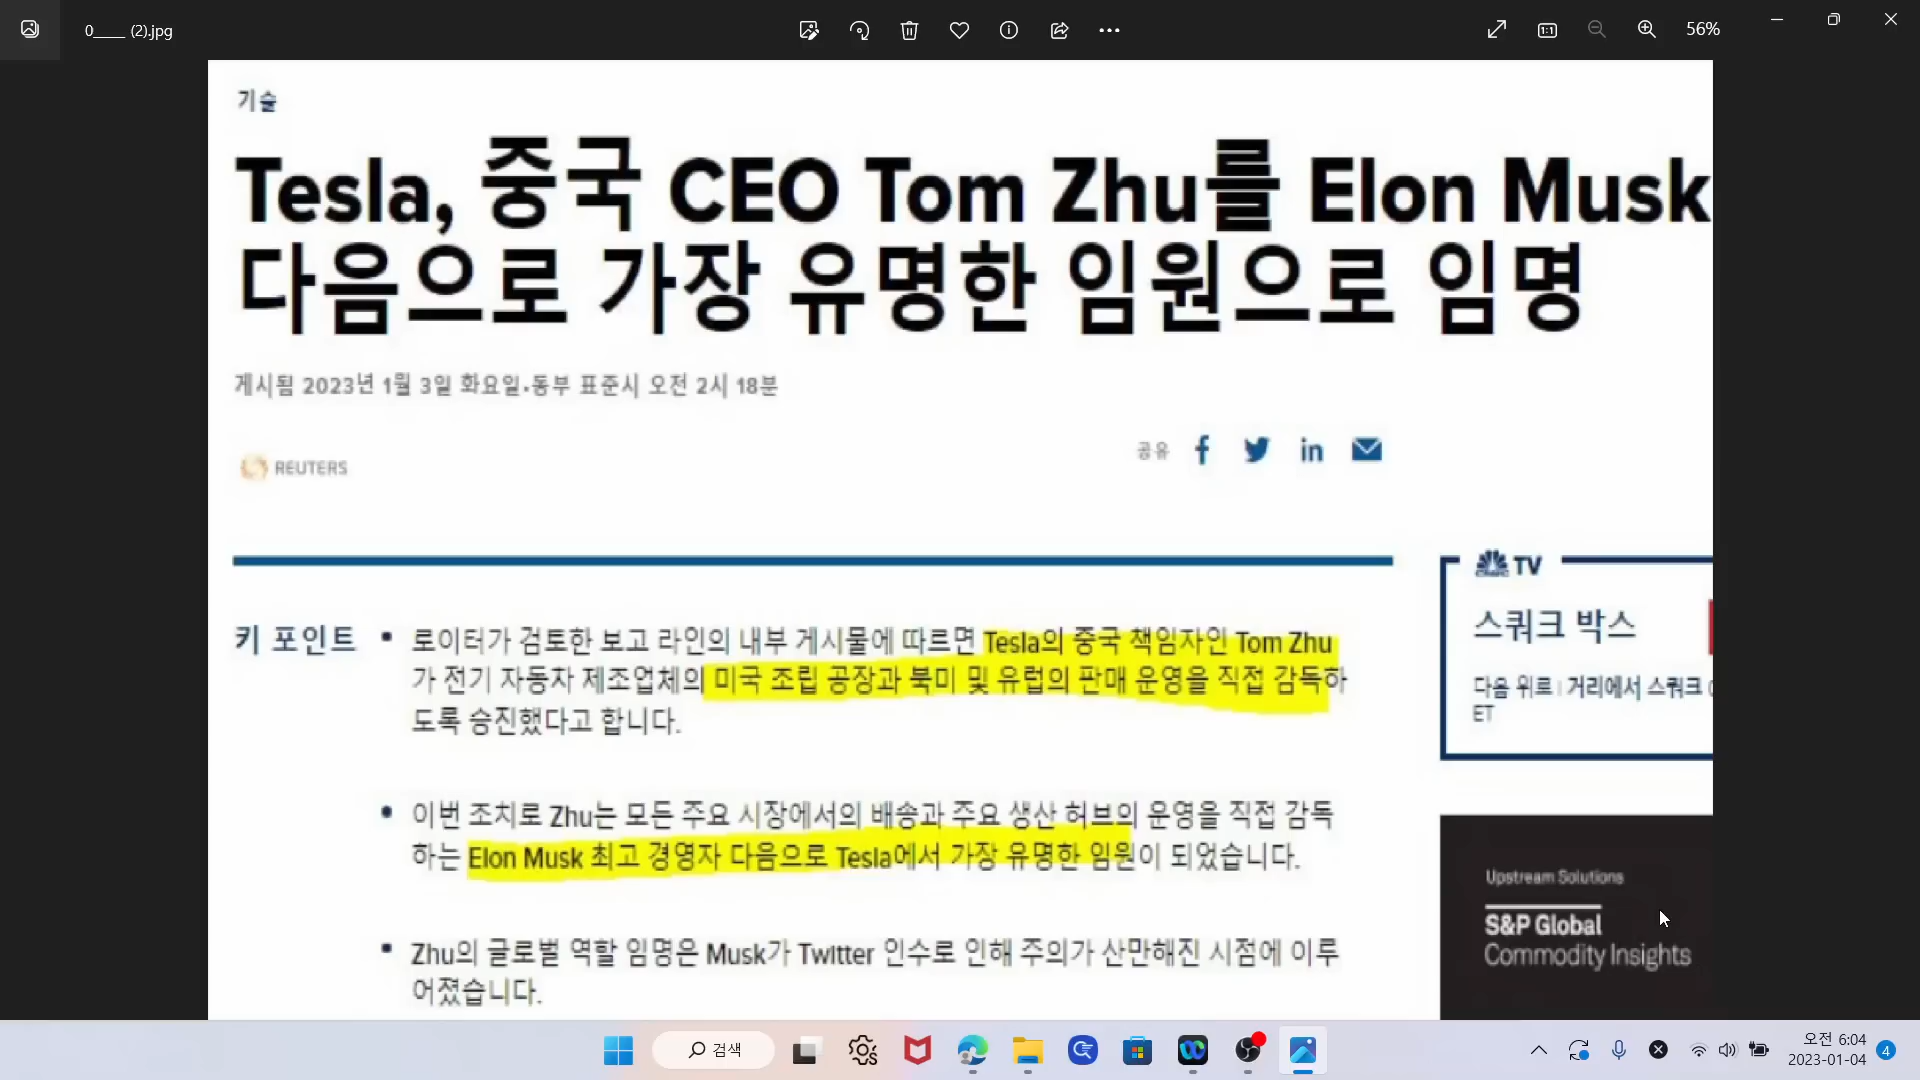 0____ (2).jpg
56%
기술
Tesla, 중국 CEO Tom Zhu를 Elon Musk
다음으로 가장 유명한 임원으로 임명
게시됨 2023년 1월 3일 화요일•동부 표준시 오전 2시 18분
REUTERS
공유
키 포인트
로이터가 검토한 보고 라인의 내부 게시물에 따르면 Tesla의 중국 책임자인 Tom Zhu
가 전기 자동차 제조업체의 미국 조립 공장과 북미 및 유럽의 판매 운영을 직접 감독하
도록 승진했다고 합니다.
이번 조치로 Zhu는 모든 주요 시장에서의 배송과 주요 생산 허브의 운영을 직접 감독
하는 Elon Musk 최고 경영자 다음으로 Tesla에서 가장 유명한 임원이 되었습니다.
Zhu의 글로벌 역할 임명은 Musk가 Twitter 인수로 인해 주의가 산만해진 시점에 이루
어졌습니다.
TV
스쿼크 박스
다음 위로 | 거리에서 스쿼크
ET
Upstream Solutions
S&P Global
Commodity Insights
검색
오전 6:04
2023-01-04
4